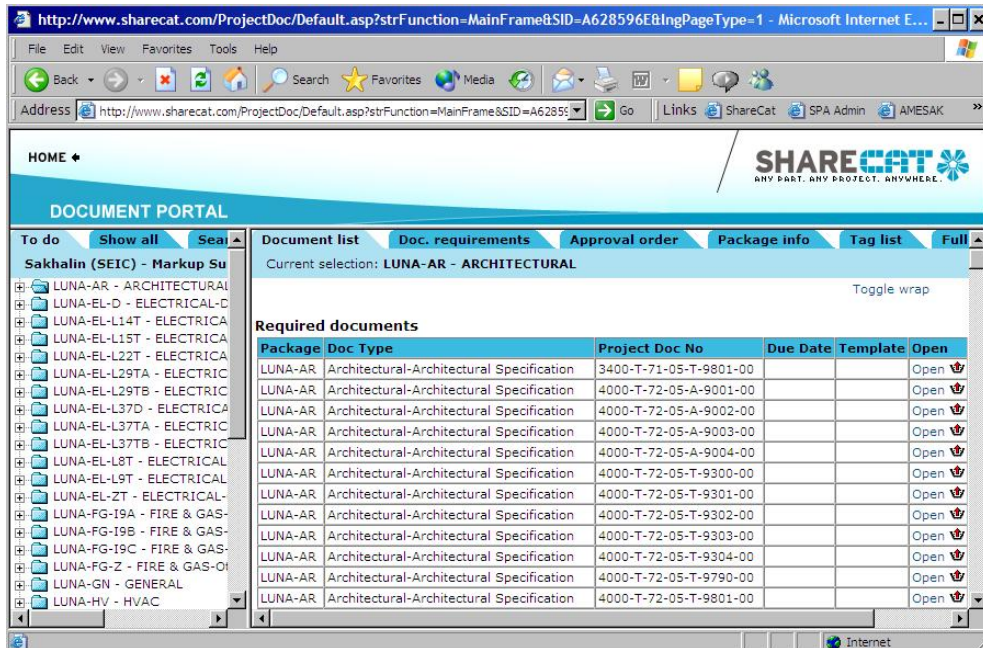 http://www.sharecat.com/ProjectDoc/Default.asp?strFunction=MainFrame&SID=A628596E&lngPageType=1 - Microsoft Internet E...
File Edit View Favorites Tools Help
Back Search Favorites Media
Address http://www.sharecat.com/ProjectDoc/Default.asp?strFunction=MainFrame&SID=A6285 Go Links ShareCat SPA Admin AMESAK »
HOME
SHARECAT
ANY PART. ANY PROJECT. ANYWHERE.
DOCUMENT PORTAL
To do Show all Sear Document list Doc. requirements Approval order Package info Tag list Full
Sakhalin (SEIC) - Markup Su Current selection: LUNA-AR - ARCHITECTURAL
LUNA-AR - ARCHITECTURAL
LUNA-EL-D - ELECTRICAL-D
LUNA-EL-L14T - ELECTRICA
LUNA-EL-L15T - ELECTRICA
LUNA-EL-L22T - ELECTRICA
LUNA-EL-L29TA - ELECTRIC
LUNA-EL-L29TB - ELECTRIC
LUNA-EL-L37D - ELECTRICA
LUNA-EL-L37TA - ELECTRIC
LUNA-EL-L37TB - ELECTRIC
LUNA-EL-L8T - ELECTRICAL
LUNA-EL-L9T - ELECTRICAL
LUNA-EL-ZT - ELECTRICAL-
LUNA-FG-I9A - FIRE & GAS-
LUNA-FG-I9B - FIRE & GAS-
LUNA-FG-I9C - FIRE & GAS-
LUNA-FG-Z - FIRE & GAS-Ot
LUNA-GN - GENERAL
LUNA-HV - HVAC
Toggle wrap
Required documents
Package Doc Type Project Doc No Due Date Template Open
LUNA-AR Architectural-Architectural Specification 3400-T-71-05-T-9801-00 Open
LUNA-AR Architectural-Architectural Specification 4000-T-72-05-A-9001-00 Open
LUNA-AR Architectural-Architectural Specification 4000-T-72-05-A-9002-00 Open
LUNA-AR Architectural-Architectural Specification 4000-T-72-05-A-9003-00 Open
LUNA-AR Architectural-Architectural Specification 4000-T-72-05-A-9004-00 Open
LUNA-AR Architectural-Architectural Specification 4000-T-72-05-T-9300-00 Open
LUNA-AR Architectural-Architectural Specification 4000-T-72-05-T-9301-00 Open
LUNA-AR Architectural-Architectural Specification 4000-T-72-05-T-9302-00 Open
LUNA-AR Architectural-Architectural Specification 4000-T-72-05-T-9303-00 Open
LUNA-AR Architectural-Architectural Specification 4000-T-72-05-T-9304-00 Open
LUNA-AR Architectural-Architectural Specification 4000-T-72-05-T-9790-00 Open
LUNA-AR Architectural-Architectural Specification 4000-T-72-05-T-9801-00 Open
Internet